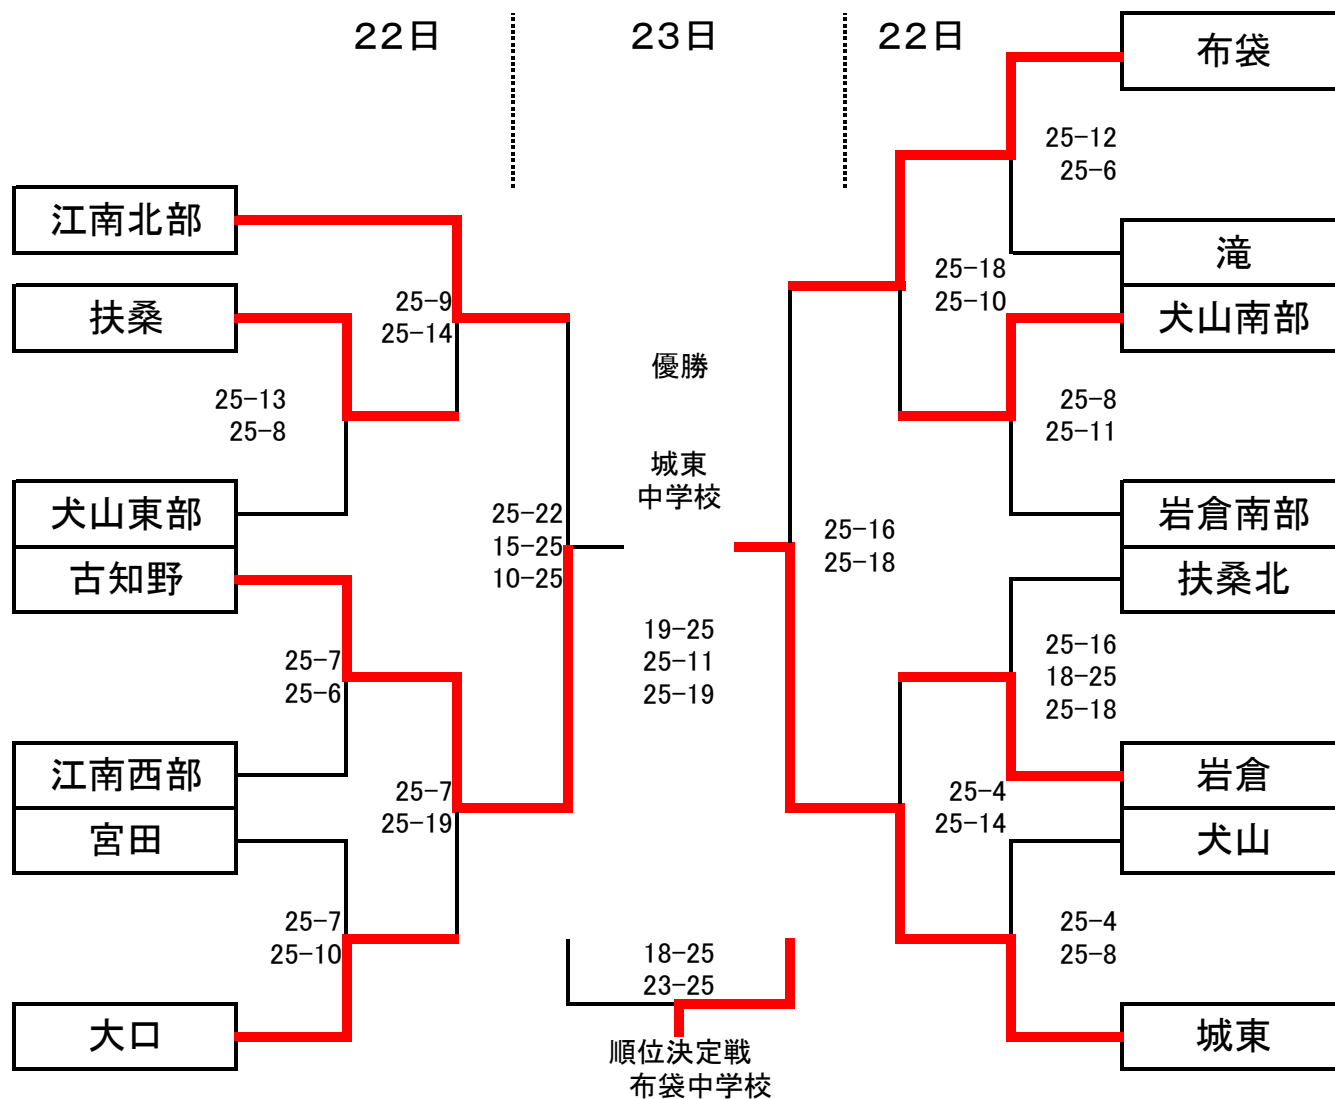 22日
23日
22日
布袋
25-12
25-6
滝
江南北部
扶桑
25-9
25-14
25-18
25-10
犬山南部
優勝
25-13
25-8
25-8
25-11
城東
中学校
犬山東部
古知野
25-22
15-25
10-25
25-16
25-18
岩倉南部
扶桑北
19-25
25-11
25-19
25-16
18-25
25-18
25-7
25-6
江南西部
宮田
25-7
25-19
25-4
25-14
岩倉
犬山
25-7
25-10
18-25
23-25
25-4
25-8
大口
城東
順位決定戦
布袋中学校